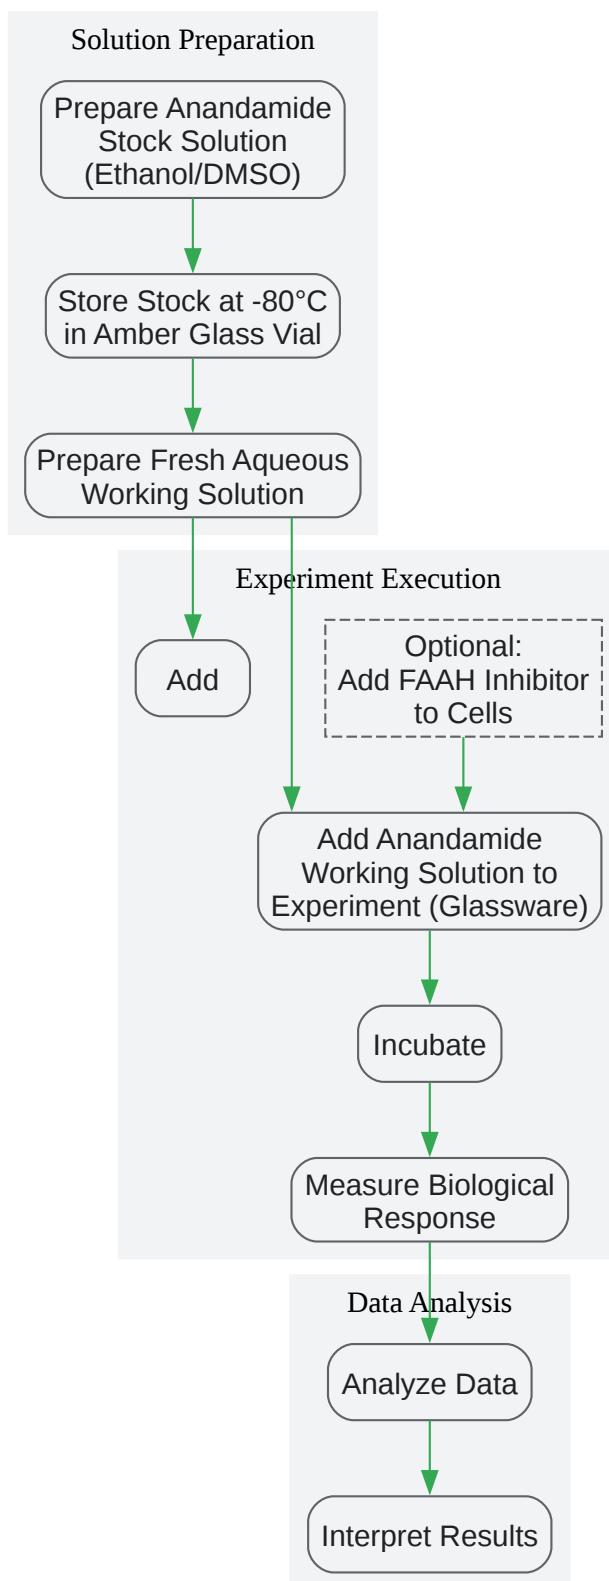 Solution Preparation
Prepare Anandamide
Stock Solution
(Ethanol/DMSO)
Store Stock at -80°C
in Amber Glass Vial
Prepare Fresh Aqueous
Working Solution
Experiment Execution
Add
Optional:
Add FAAH Inhibitor
to Cells
Add Anandamide
Working Solution to
Experiment (Glassware)
Incubate
Measure Biological
Response
Data Analysis
Analyze Data
Interpret Results